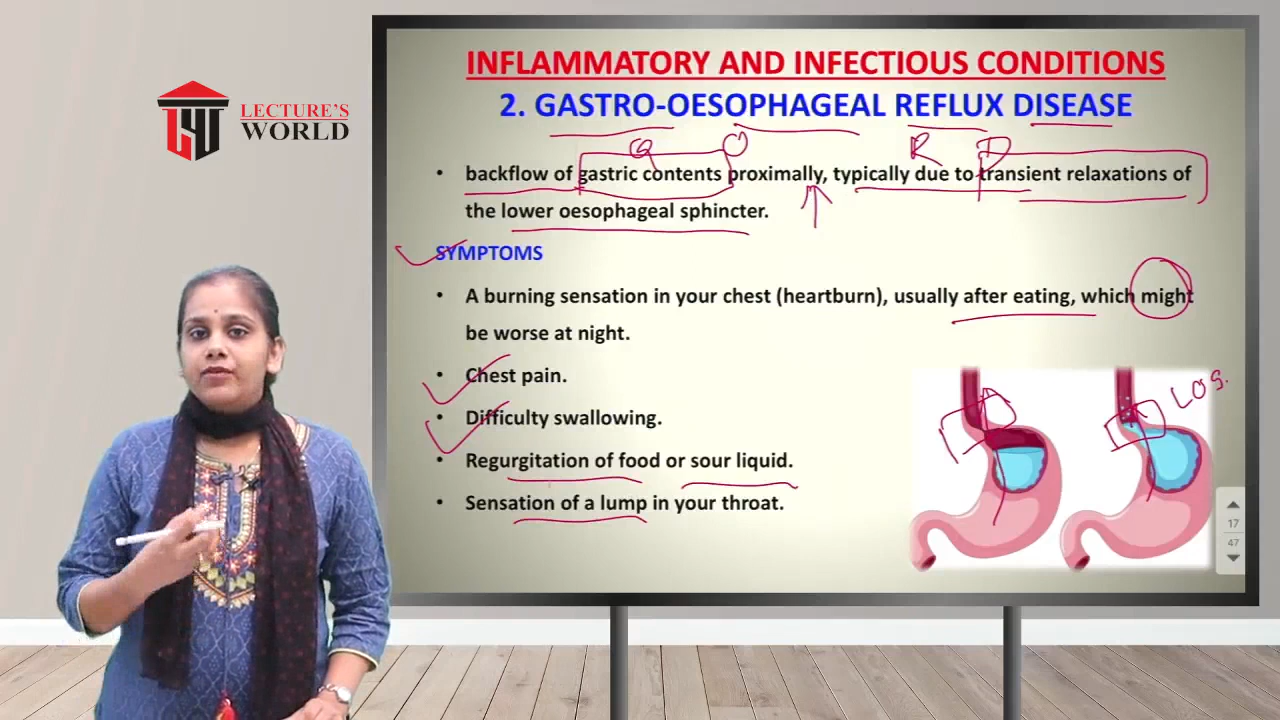 LECTURE'S
WORLD
INFLAMMATORY AND INFECTIOUS CONDITIONS
2. GASTRO-OESOPHAGEAL REFLUX DISEASE
G O R D
• backflow of gastric contents proximally, typically due to transient relaxations of
the lower oesophageal sphincter.
SYMPTOMS
• A burning sensation in your chest (heartburn), usually after eating, which might
be worse at night.
• Chest pain.
• Difficulty swallowing.
• Regurgitation of food or sour liquid.
• Sensation of a lump in your throat.
LOS.
17
47